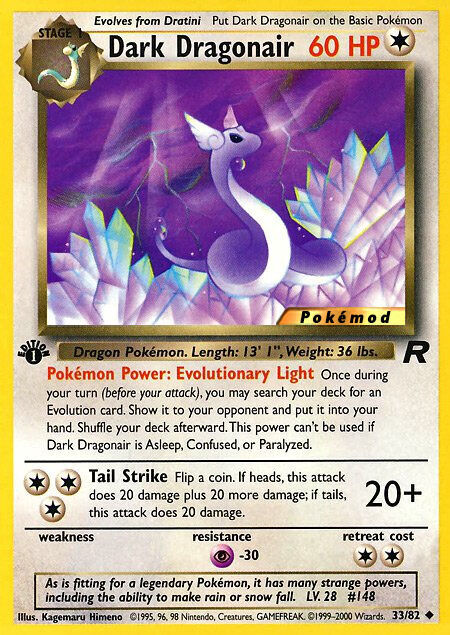 Evolves from Dratini Put Dark Dragonair on the Basic Pokémon
STAGE 1
Dark Dragonair 60 HP
Pokémod
EDITION
1
Dragon Pokémon. Length: 13' 1", Weight: 36 lbs.
R
Pokémon Power: Evolutionary Light Once during
your turn (before your attack), you may search your deck for an
Evolution card. Show it to your opponent and put it into your
hand. Shuffle your deck afterward. This power can't be used if
Dark Dragonair is Asleep, Confused, or Paralyzed.
Tail Strike Flip a coin. If heads, this attack
does 20 damage plus 20 more damage; if tails,
this attack does 20 damage.
20+
weakness resistance retreat cost
-30
As is fitting for a legendary Pokémon, it has many strange powers,
including the ability to make rain or snow fall. LV. 28 #148
Illus. Kagemaru Himeno ©1995, 96, 98 Nintendo, Creatures, GAMEFREAK. ©1999-2000 Wizards. 33/82